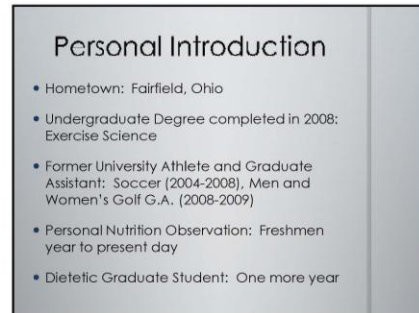 Personal Introduction
• Hometown: Fairfield, Ohio
• Undergraduate Degree completed in 2008:
Exercise Science
• Former University Athlete and Graduate
Assistant: Soccer (2004-2008), Men and
Women's Golf G.A. (2008-2009)
• Personal Nutrition Observation: Freshmen
year to present day
• Dietetic Graduate Student: One more year